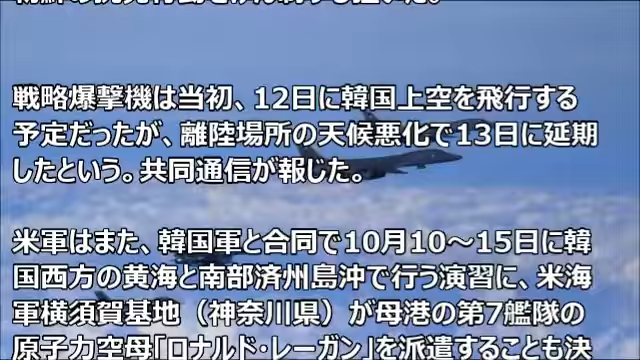 戦略爆撃機は当初、12日に韓国上空を飛行する
予定だったが、離陸場所の天候悪化で13日に延期
したという。共同通信が報じた。
米軍はまた、韓国軍と合同で10月10～15日に韓
国西方の黄海と南部済州島沖で行う演習に、米海
軍横須賀基地（神奈川県）が母港の第7艦隊の
原子力空母「ロナルド・レーガン」を派遣することも決